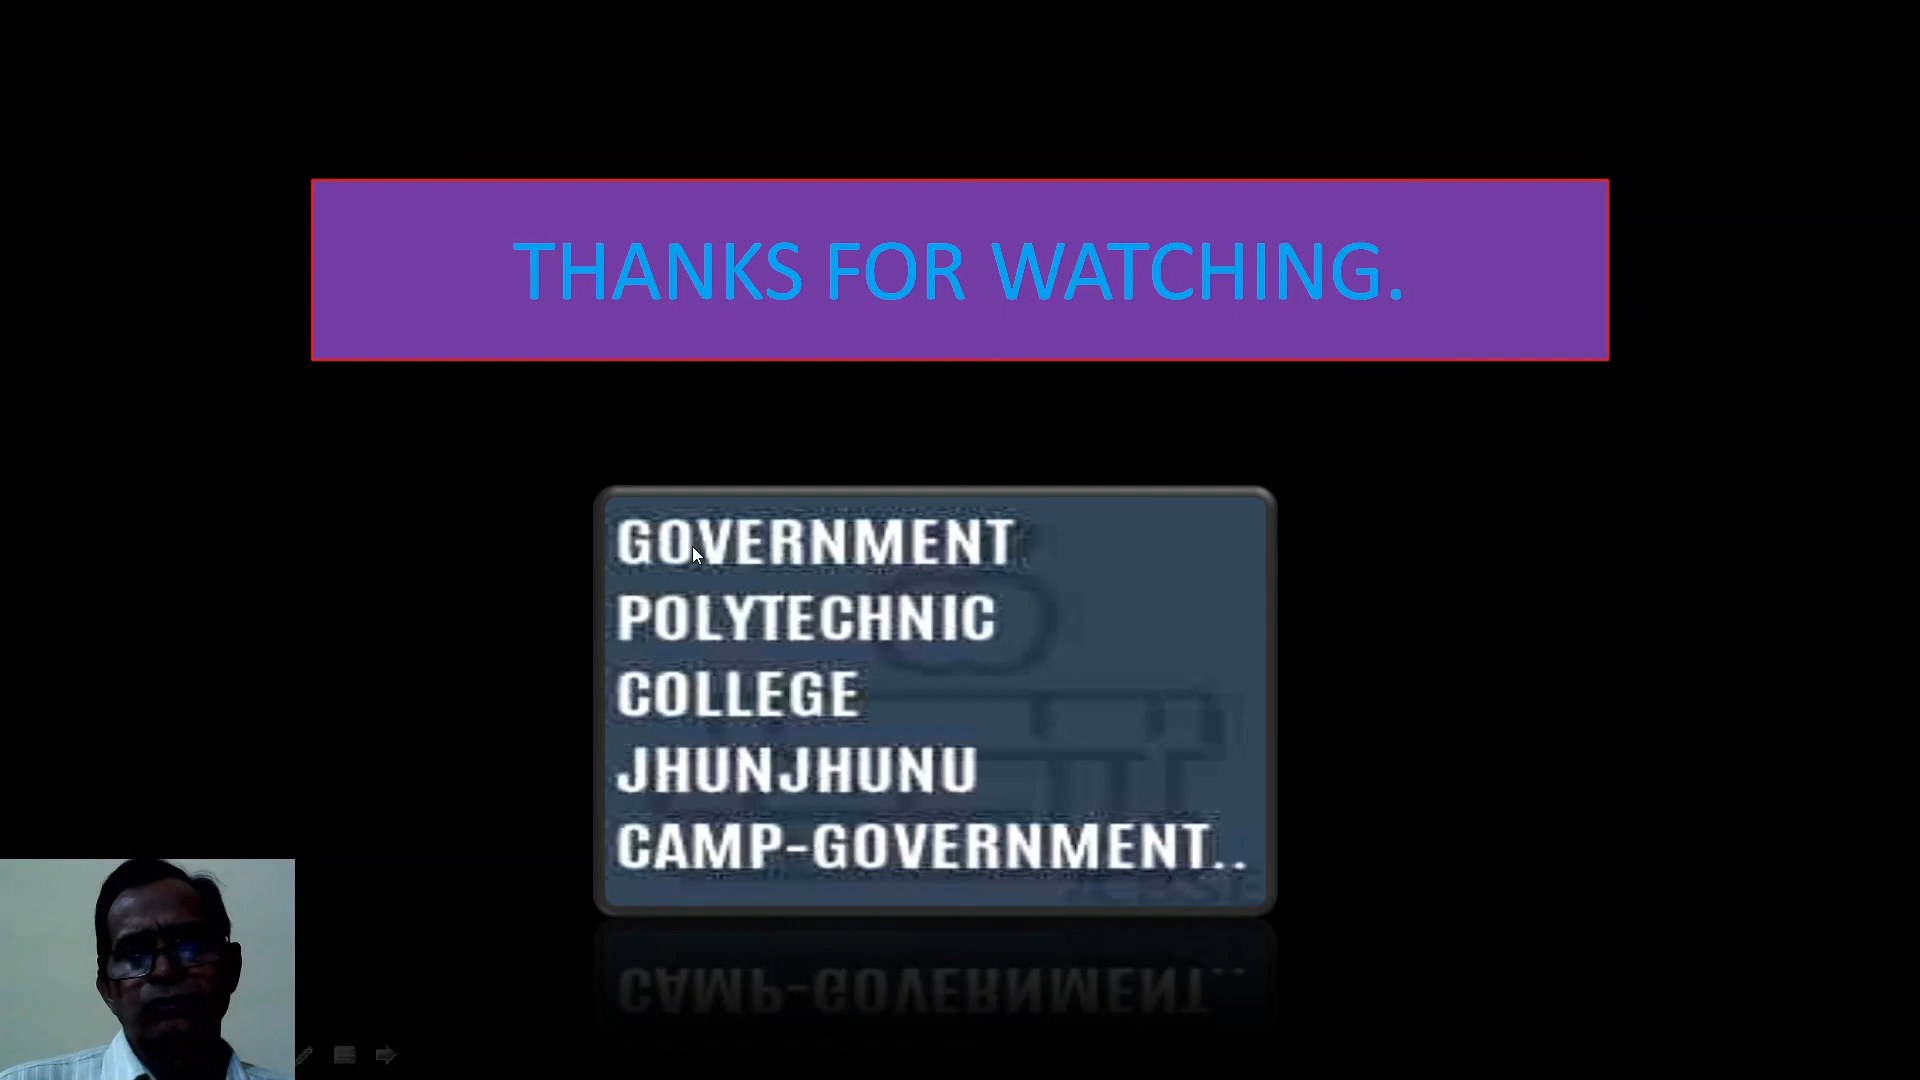 THANKS FOR WATCHING.
GOVERNMENT
POLYTECHNIC
COLLEGE
JHUNJHUNU
CAMP-GOVERNMENT..